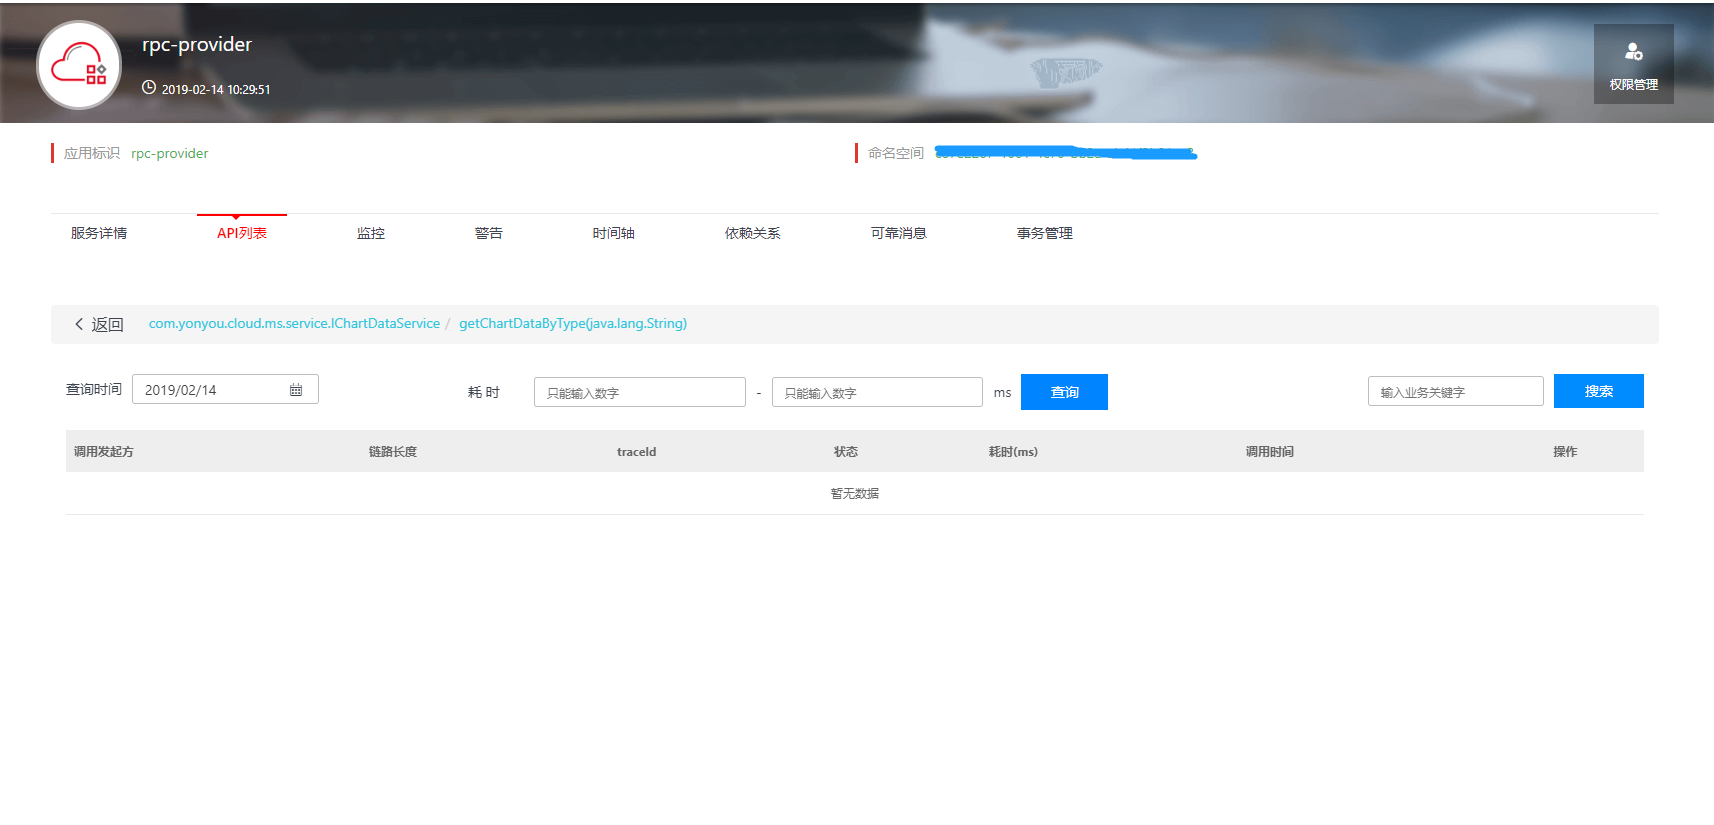 rpc-provider
2019-02-14 10:29:51
权限管理
应用标识 rpc-provider
命名空间
服务详情 API列表 监控 警告 时间轴 依赖关系 可靠消息 事务管理
返回 com.yonyou.cloud.ms.service.IChartDataService / getChartDataByType(java.lang.String)
查询时间 2019/02/14 耗 时 只能输入数字 - 只能输入数字 ms 查询 输入业务关键字 搜索
调用发起方 链路长度 traceId 状态 耗时(ms) 调用时间 操作
暂无数据